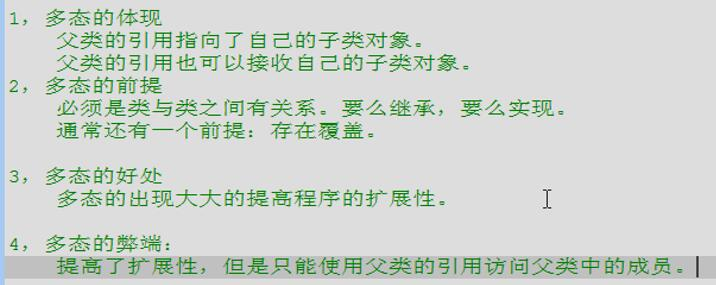 1，多态的体现
父类的引用指向了自己的子类对象。
父类的引用也可以接收自己的子类对象。
2，多态的前提
必须是类与类之间有关系。要么继承，要么实现。
通常还有一个前提：存在覆盖。
3，多态的好处
多态的出现大大的提高程序的扩展性。
4，多态的弊端：
提高了扩展性，但是只能使用父类的引用访问父类中的成员。